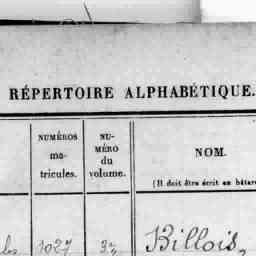 RÉPERTOIRE ALPHABÉTIQUE.
NUMÉROS
ma-
tricules.
NU-
MÉRO
du
volume.
NOM.
(Il doit être écrit en bâtar
1027
Billois,